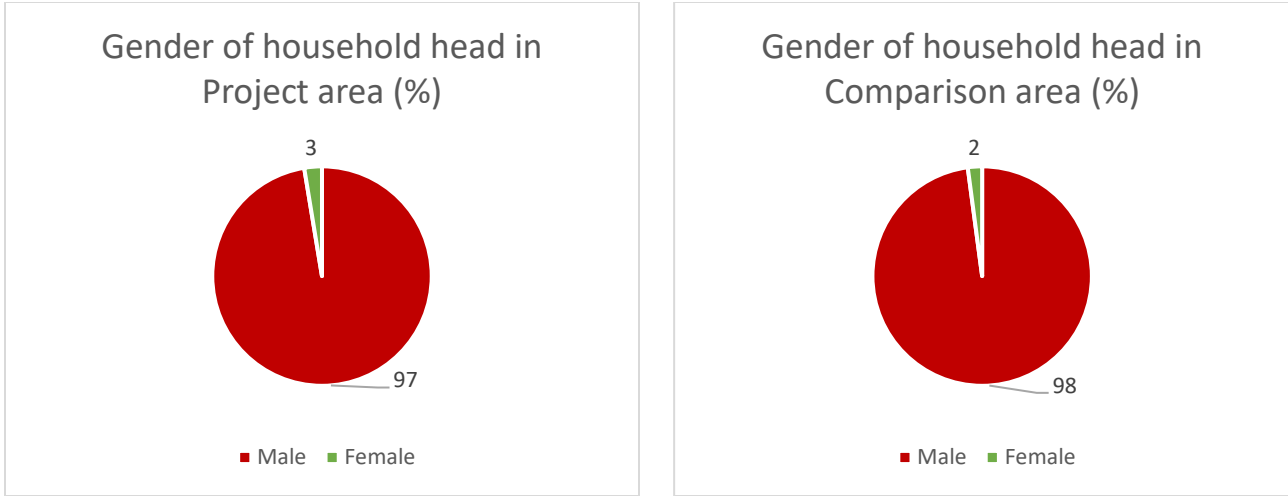 Gender of household head in
Project area (%)
3
97
Male Female
Gender of household head in
Comparison area (%)
2
98
Male Female